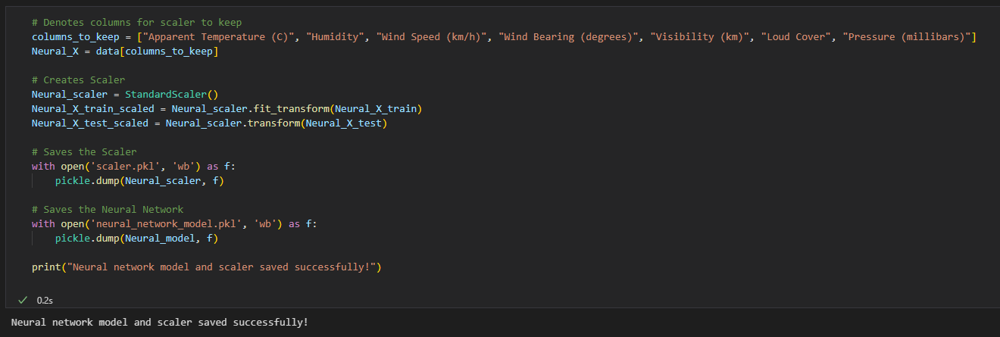 # Denotes columns for scaler to keep
columns_to_keep = ["Apparent Temperature (C)", "Humidity", "Wind Speed (km/h)", "Wind Bearing (degrees)", "Visibility (km)", "Loud Cover", "Pressure (millibars)"]
Neural_X = data[columns_to_keep]
# Creates Scaler
Neural_scaler = StandardScaler()
Neural_X_train_scaled = Neural_scaler.fit_transform(Neural_X_train)
Neural_X_test_scaled = Neural_scaler.transform(Neural_X_test)
# Saves the Scaler
with open('scaler.pkl', 'wb') as f:
    pickle.dump(Neural_scaler, f)
# Saves the Neural Network
with open('neural_network_model.pkl', 'wb') as f:
    pickle.dump(Neural_model, f)
print("Neural network model and scaler saved successfully!")
✓ 0.2s
Neural network model and scaler saved successfully!